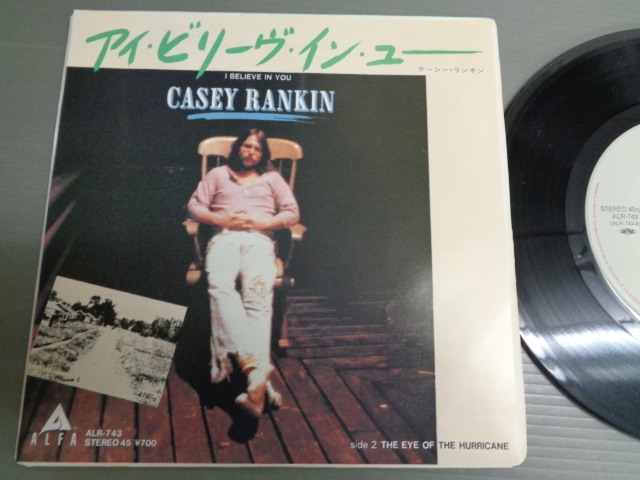 アイ・ビリーヴ・イン・ユー
ケーシー・ランキン
I BELIEVE IN YOU
CASEY RANKIN
ALFA
ALR-743
STEREO 45 ¥700
side 2 THE EYE OF THE HURRICANE
STEREO 45
ALR-743
(ALR-743-A